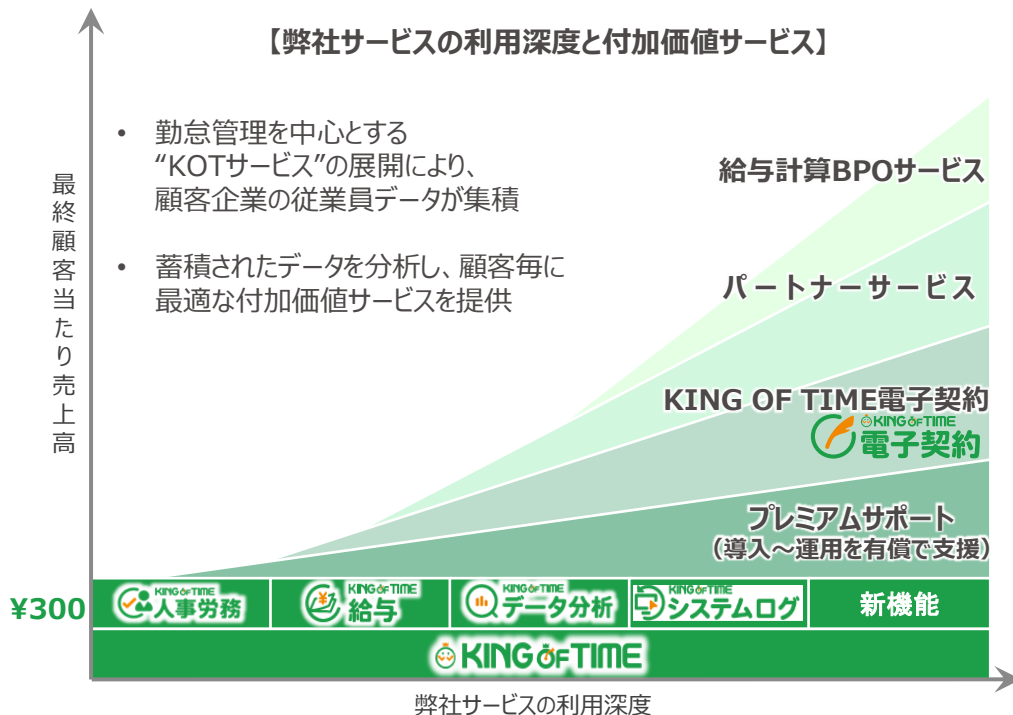 【弊社サービスの利用深度と付加価値サービス】
• 勤怠管理を中心とする
“KOTサービス”の展開により、
顧客企業の従業員データが集積
• 蓄積されたデータを分析し、顧客毎に
最適な付加価値サービスを提供
最終顧客当たり売上高
給与計算BPOサービス
パートナーサービス
KING OF TIME電子契約
KING OF TIME
電子契約
プレミアムサポート
（導入～運用を有償で支援）
¥300
KING OF TIME
人事労務
KING OF TIME
給与
KING OF TIME
データ分析
KING OF TIME
システムログ
新機能
KING OF TIME
弊社サービスの利用深度